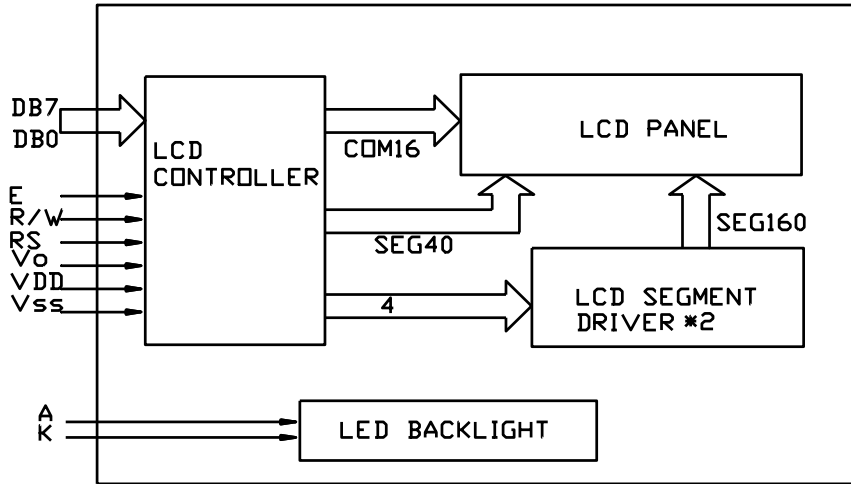 DB7
DB0
LCD
CONTROLLER
COM16
LCD PANEL
E
R/W
RS
Vo
VDD
Vss
SEG40
SEG160
4
LCD SEGMENT
DRIVER *2
A
K
LED BACKLIGHT